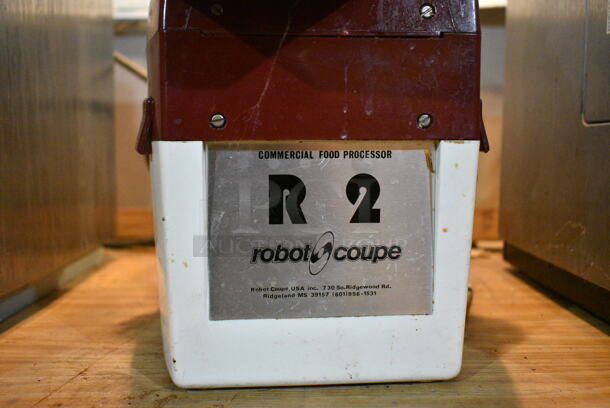 COMMERCIAL FOOD PROCESSOR
R 2
robot coupe
Robot Coupe USA inc. 730 So. Ridgewood Rd.
Ridgeland MS 39157 (601)856-1531